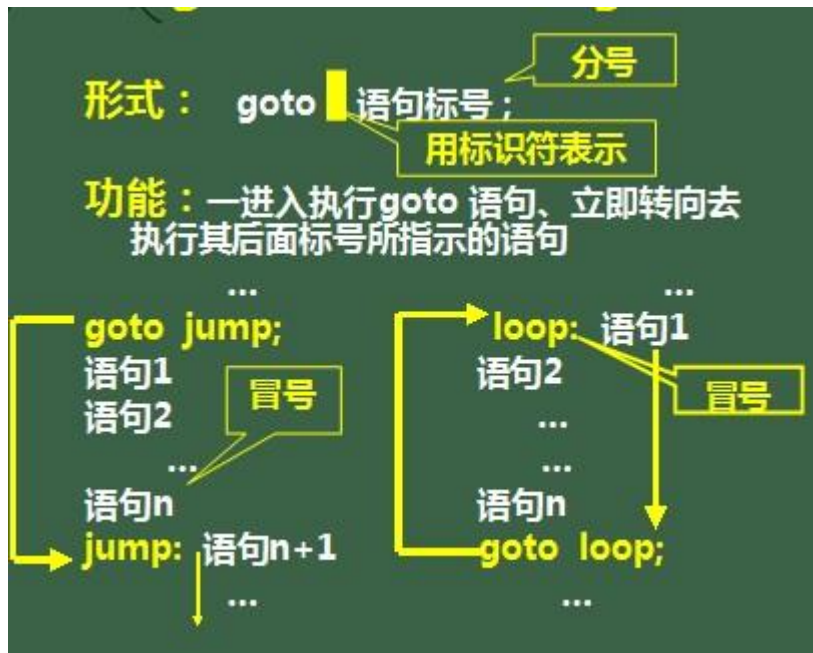 形式： goto 语句标号；
分号
用标识符表示
功能：一进入执行goto 语句、立即转向去
执行其后面标号所指示的语句
...
goto jump;
语句1
语句2
冒号
...
语句n
jump: 语句n+1
...
...
loop: 语句1
语句2
冒号
...
...
语句n
goto loop;
...